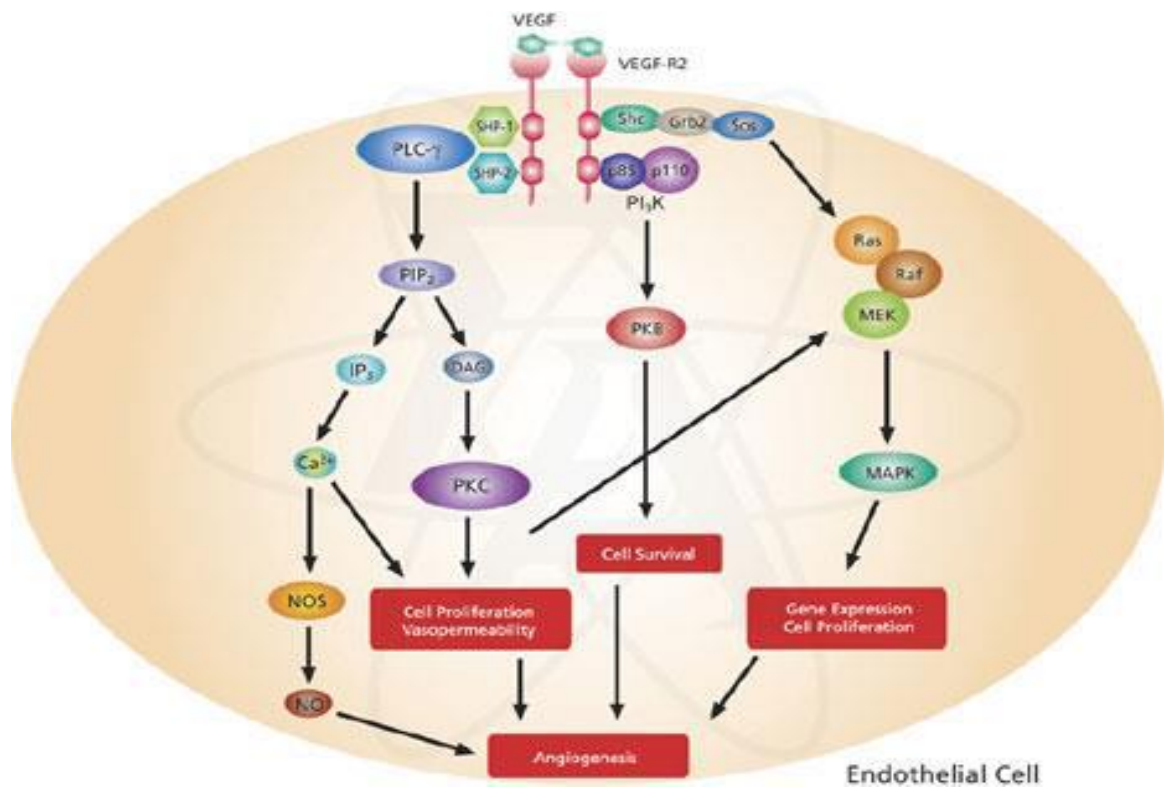 VEGF
VEGF-R2
SHP-1
Shc
Grb2
Sos
PLC-γ
SHP-2
p85
p110
PI₃K
Ras
Raf
PIP₂
MEK
PKB
IP₃
DAG
Ca²⁺
PKC
MAPK
Cell Survival
NOS
Cell Proliferation
Vasopermeability
Gene Expression
Cell Proliferation
NO
Angiogenesis
Endothelial Cell